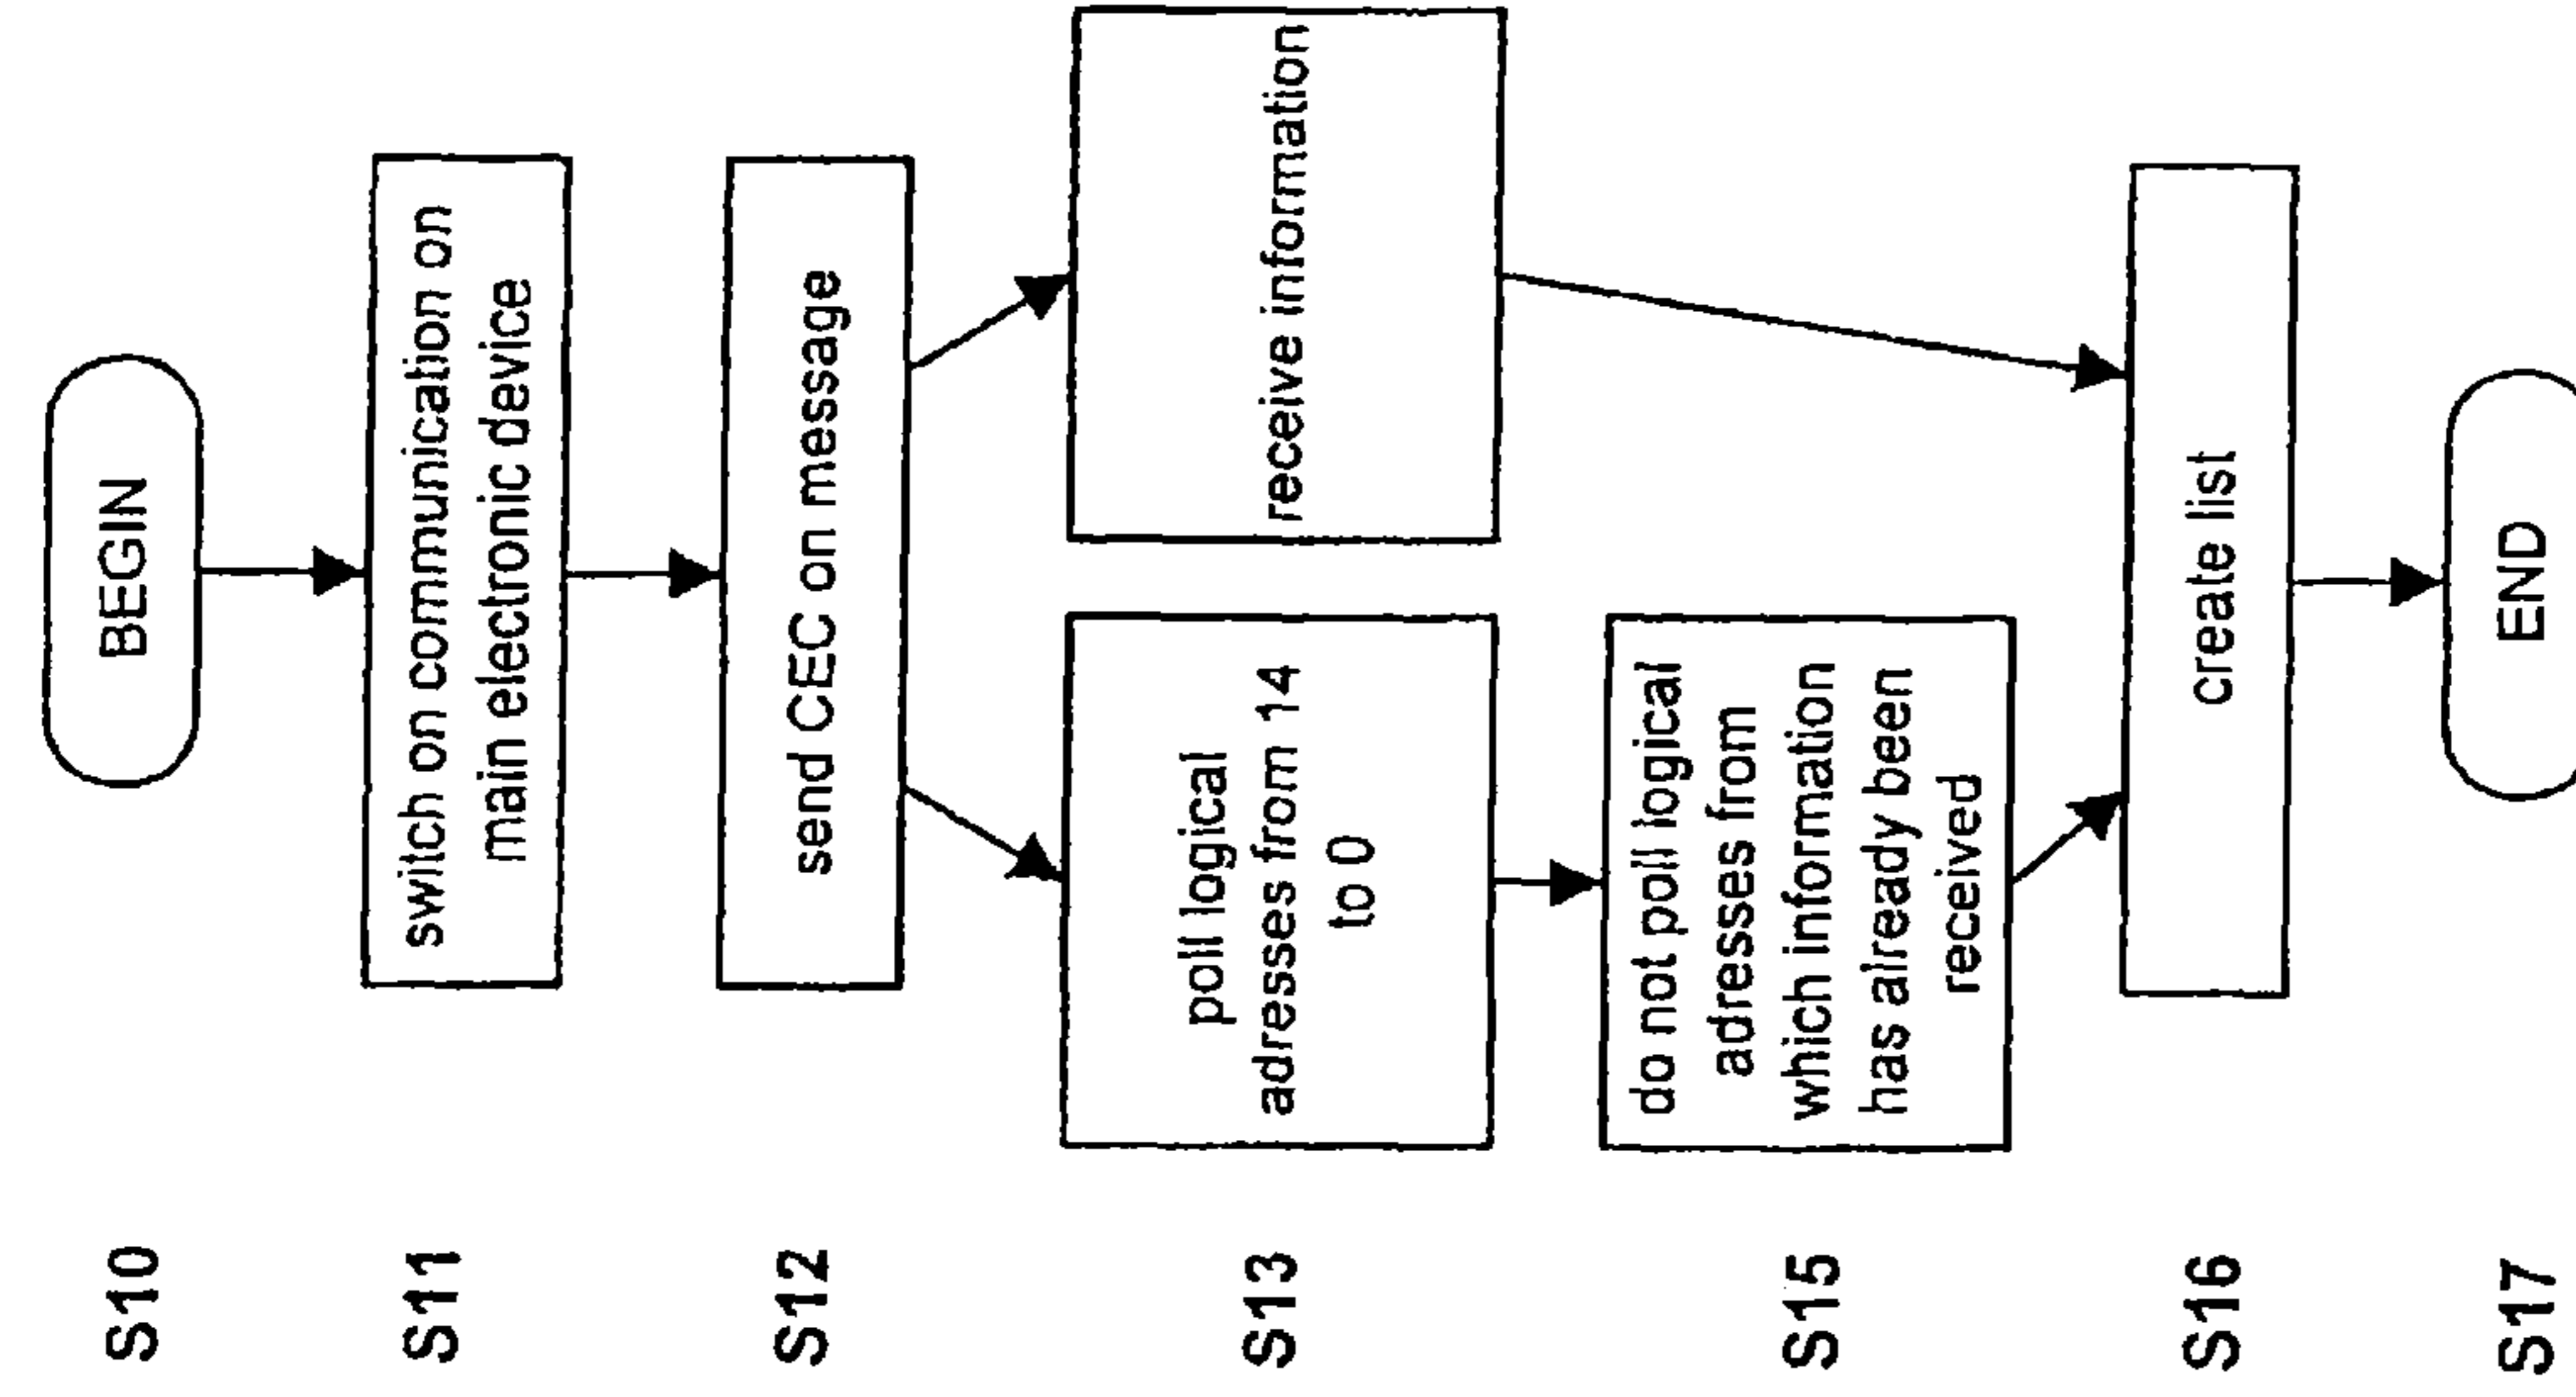 S10
BEGIN
S11
switch on communication on
main electronic device
S12
send CEC on message
S13
poll logical
adresses from 14
to 0
receive information
S15
do not poll logical
adresses from
which information
has already been
received
S16
create list
S17
END